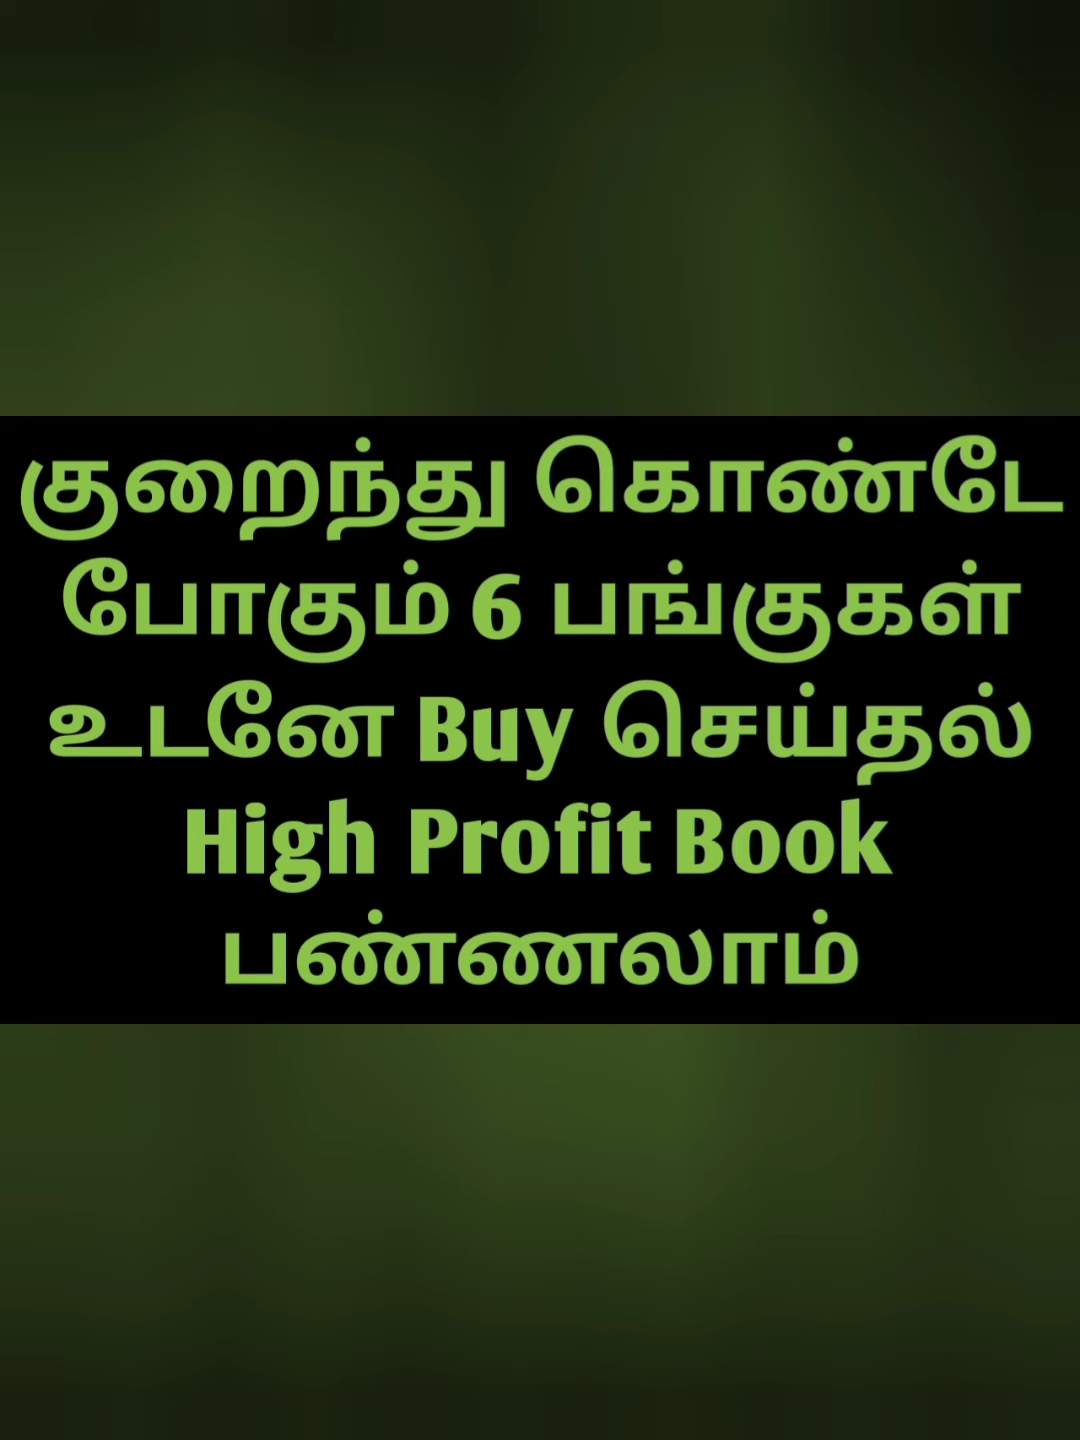 குறைந்து கொண்டே
போகும் 6 பங்குகள்
உடனே Buy செய்தல்
High Profit Book
பண்ணலாம்